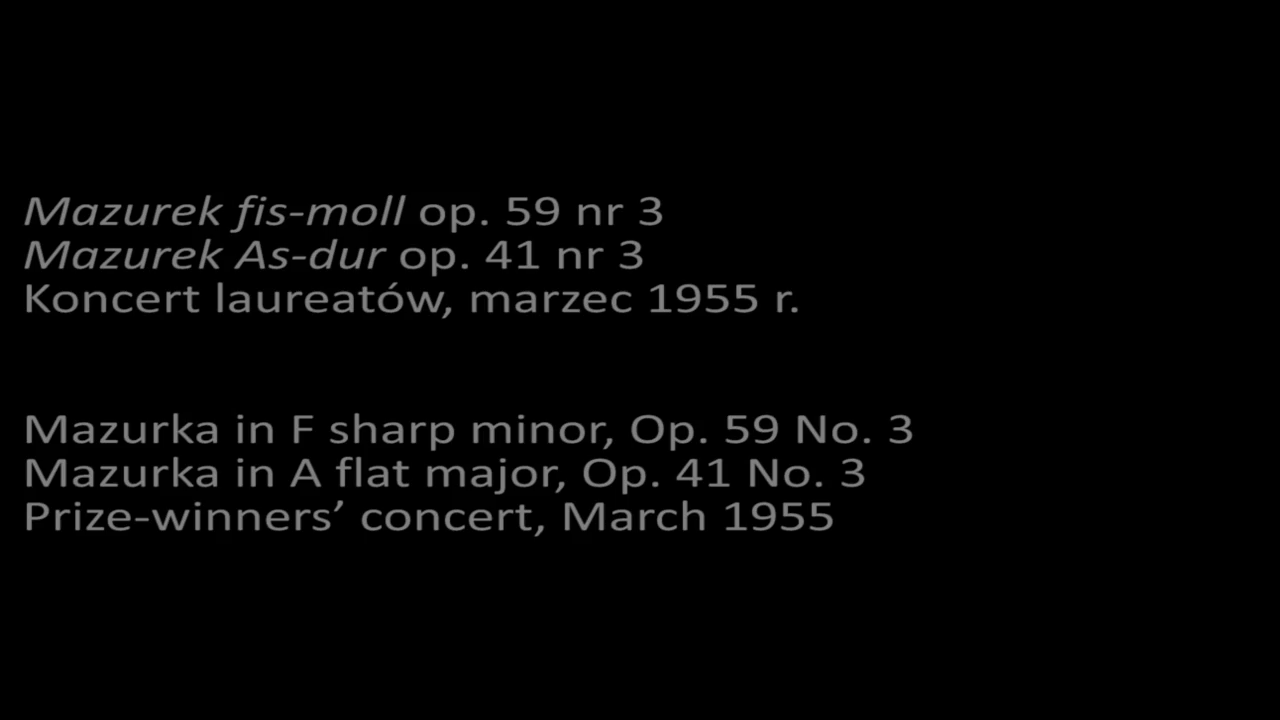 Mazurek fis-moll op. 59 nr 3
Mazurek As-dur op. 41 nr 3
Koncert laureatów, marzec 1955 r.
Mazurka in F sharp minor, Op. 59 No. 3
Mazurka in A flat major, Op. 41 No. 3
Prize-winners’ concert, March 1955